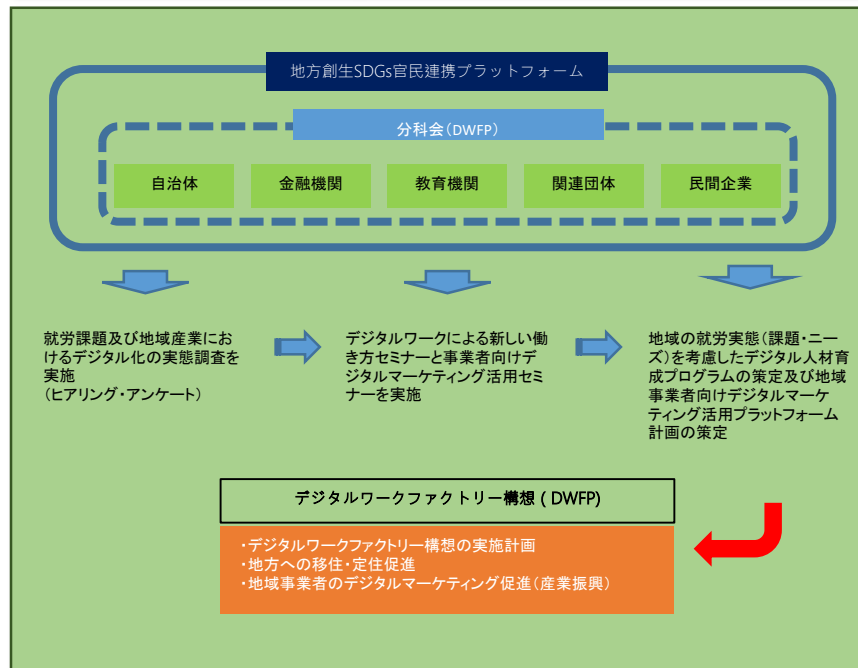 地方創生SDGs官民連携プラットフォーム
分科会(DWFP)
自治体
金融機関
教育機関
関連団体
民間企業
就労課題及び地域産業にお
けるデジタル化の実態調査を
実施
(ヒアリング・アンケート)
デジタルワークによる新しい働
き方セミナーと事業者向けデ
ジタルマーケティング活用セミ
ナーを実施
地域の就労実態(課題・ニー
ズ)を考慮したデジタル人材育
成プログラムの策定及び地域
事業者向けデジタルマーケ
ティング活用プラットフォーム
計画の策定
デジタルワークファクトリー構想 ( DWFP)
・デジタルワークファクトリー構想の実施計画
・地方への移住・定住促進
・地域事業者のデジタルマーケティング促進(産業振興)